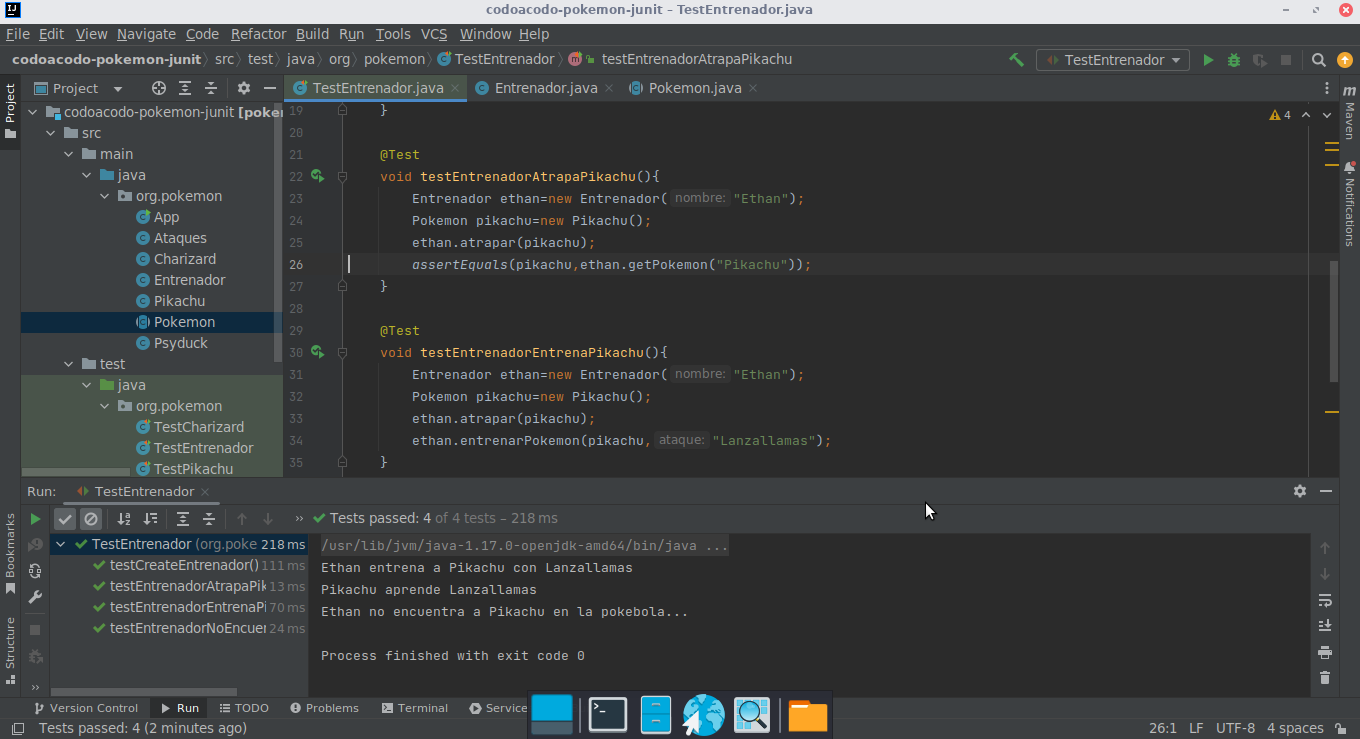 codoacodo-pokemon-junit – TestEntrenador.java
File Edit View Navigate Code Refactor Build Run Tools VCS Window Help
codoacodo-pokemon-junit src test java org pokemon TestEntrenador testEntrenadorAtrapaPikachu
TestEntrenador
Project
TestEntrenador.java Entrenador.java Pokemon.java
Project
codoacodo-pokemon-junit [poke
src
main
java
org.pokemon
App
Ataques
Charizard
Entrenador
Pikachu
Pokemon
Psyduck
test
java
org.pokemon
TestCharizard
TestEntrenador
TestPikachu
4
19 }
20
21 @Test
22 void testEntrenadorAtrapaPikachu(){
23 Entrenador ethan=new Entrenador( nombre: "Ethan");
24 Pokemon pikachu=new Pikachu();
25 ethan.atrapar(pikachu);
26 assertEquals(pikachu,ethan.getPokemon("Pikachu"));
27 }
28
29 @Test
30 void testEntrenadorEntrenaPikachu(){
31 Entrenador ethan=new Entrenador( nombre: "Ethan");
32 Pokemon pikachu=new Pikachu();
33 ethan.atrapar(pikachu);
34 ethan.entrenarPokemon(pikachu, ataque: "Lanzallamas");
35 }
Maven
Notifications
Bookmarks
Structure
Run: TestEntrenador
Tests passed: 4 of 4 tests – 218 ms
TestEntrenador (org.poke 218 ms
testCreateEntrenador() 111 ms
testEntrenadorAtrapaPik 13 ms
testEntrenadorEntrenaPi 70 ms
testEntrenadorNoEncuer 24 ms
/usr/lib/jvm/java-1.17.0-openjdk-amd64/bin/java ...
Ethan entrena a Pikachu con Lanzallamas
Pikachu aprende Lanzallamas
Ethan no encuentra a Pikachu en la pokebola...
Process finished with exit code 0
Version Control Run TODO Problems Terminal Service
Tests passed: 4 (2 minutes ago)
26:1 LF UTF-8 4 spaces